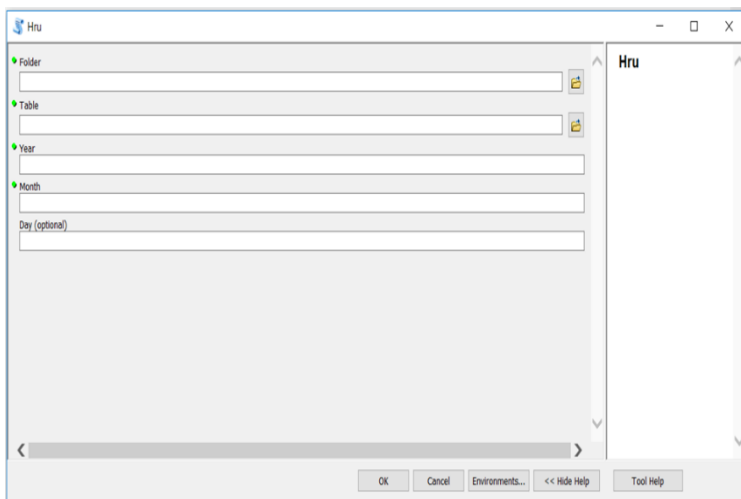 Hru
Hru
Folder
Table
Year
Month
Day (optional)
OK Cancel Environments... << Hide Help Tool Help